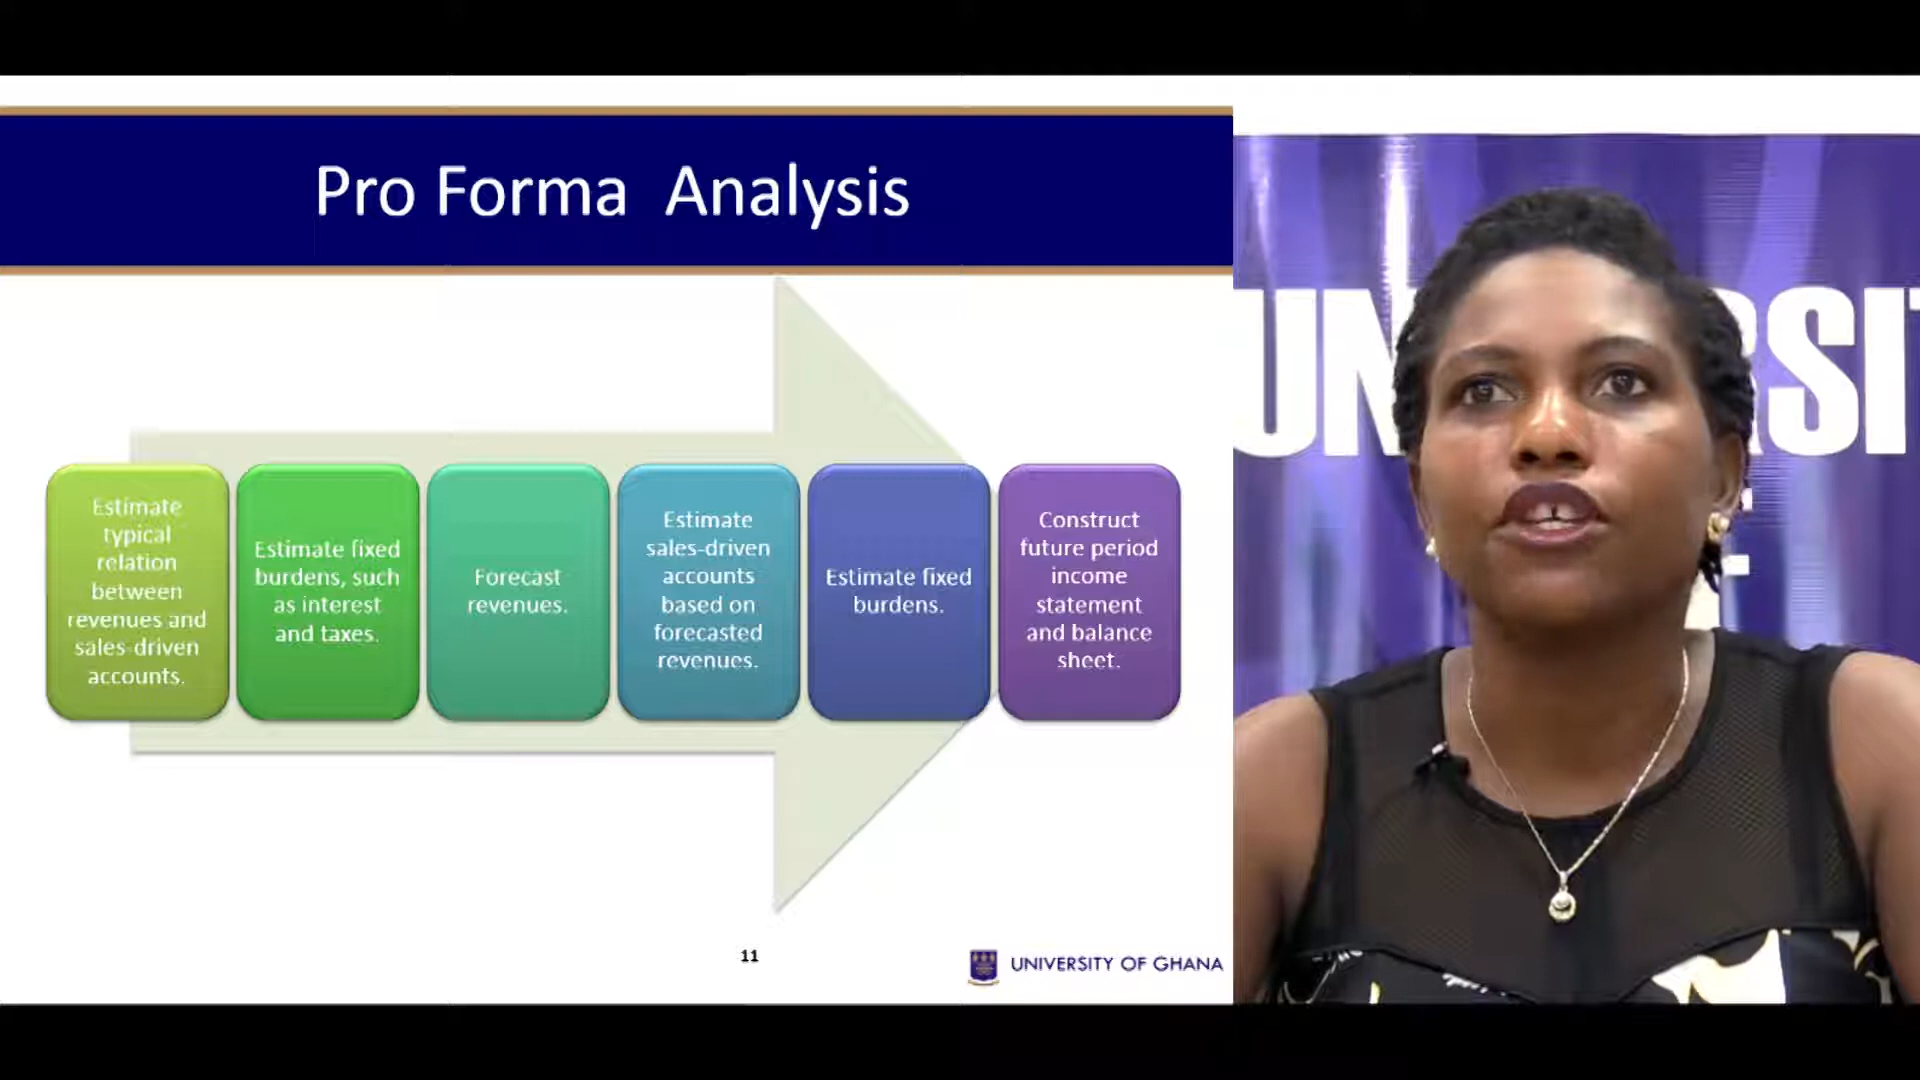 Pro Forma Analysis
Estimate
typical
relation
between
revenues and
sales-driven
accounts.
Estimate fixed
burdens, such
as interest
and taxes.
Forecast
revenues.
Estimate
sales-driven
accounts
based on
forecasted
revenues.
Estimate fixed
burdens.
Construct
future period
income
statement
and balance
sheet.
11
UNIVERSITY OF GHANA